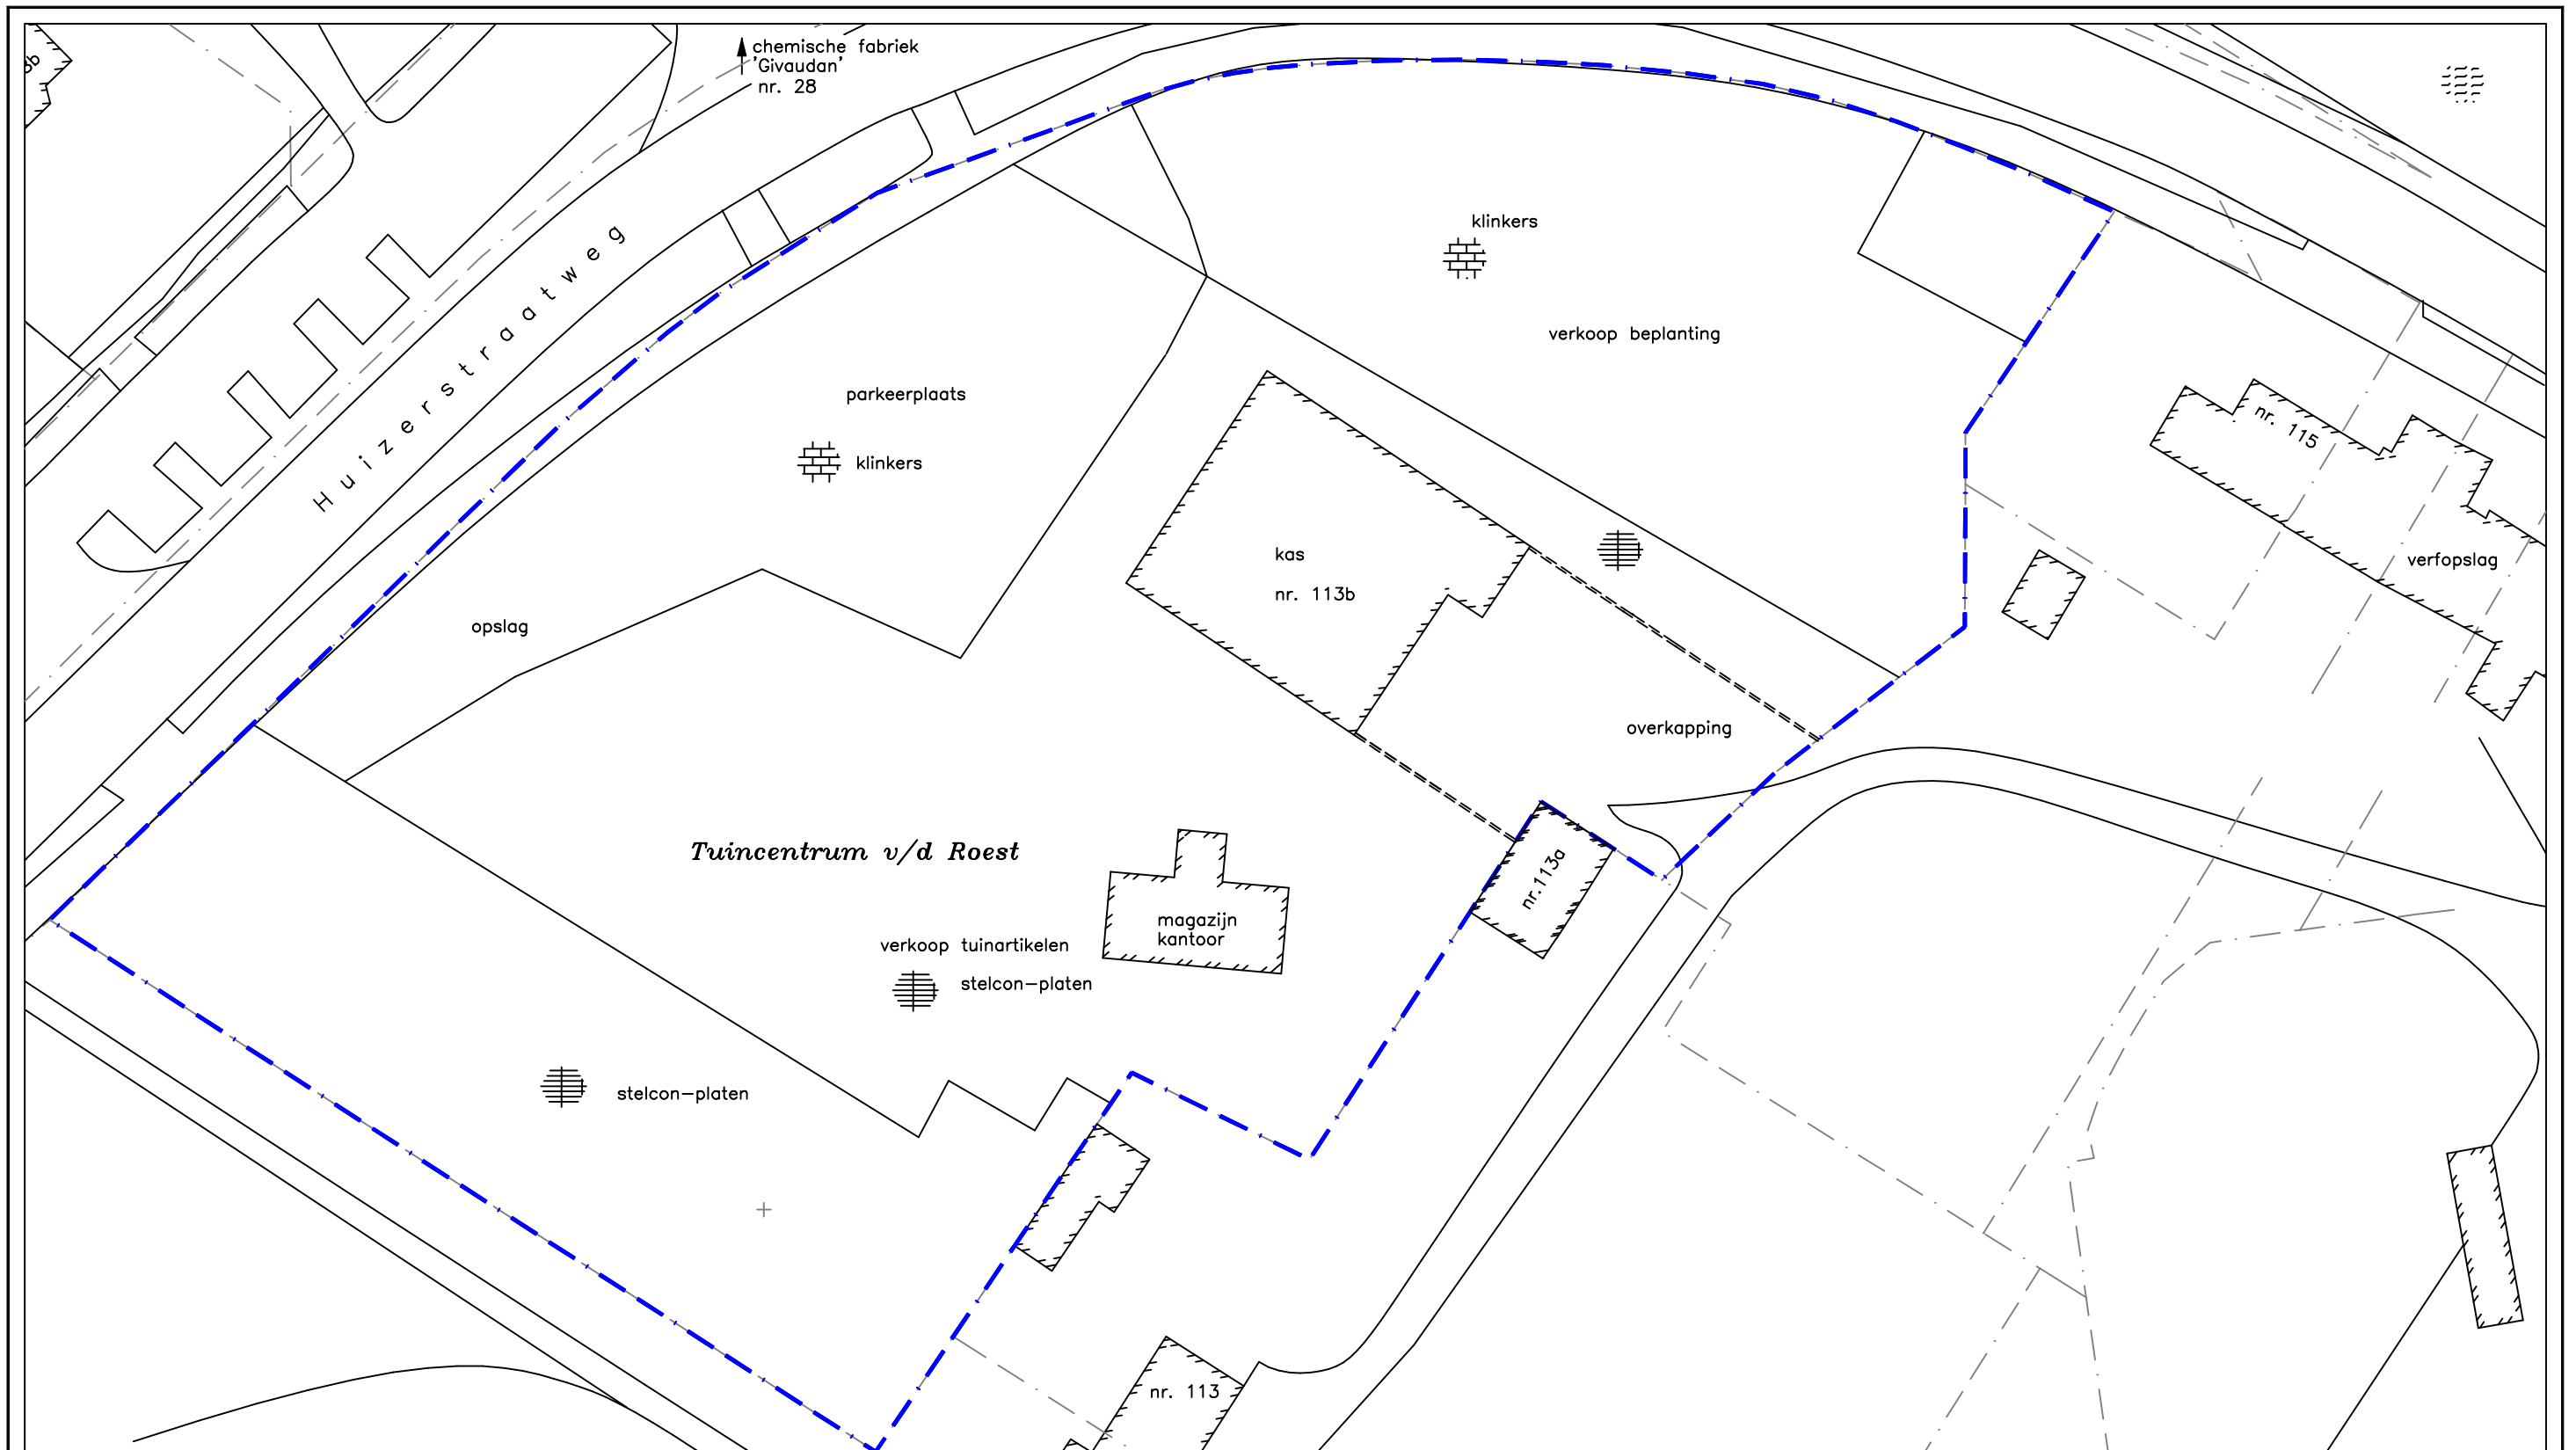 chemische fabriek
'Givaudan'
nr. 28
Huizerstraatweg
klinkers
verkoop beplanting
parkeerplaats
klinkers
nr. 115
verfopslag
kas
nr. 113b
opslag
overkapping
Tuincentrum v/d Roest
nr.113a
magazijn
kantoor
verkoop tuinartikelen
stelcon-platen
stelcon-platen
nr. 113